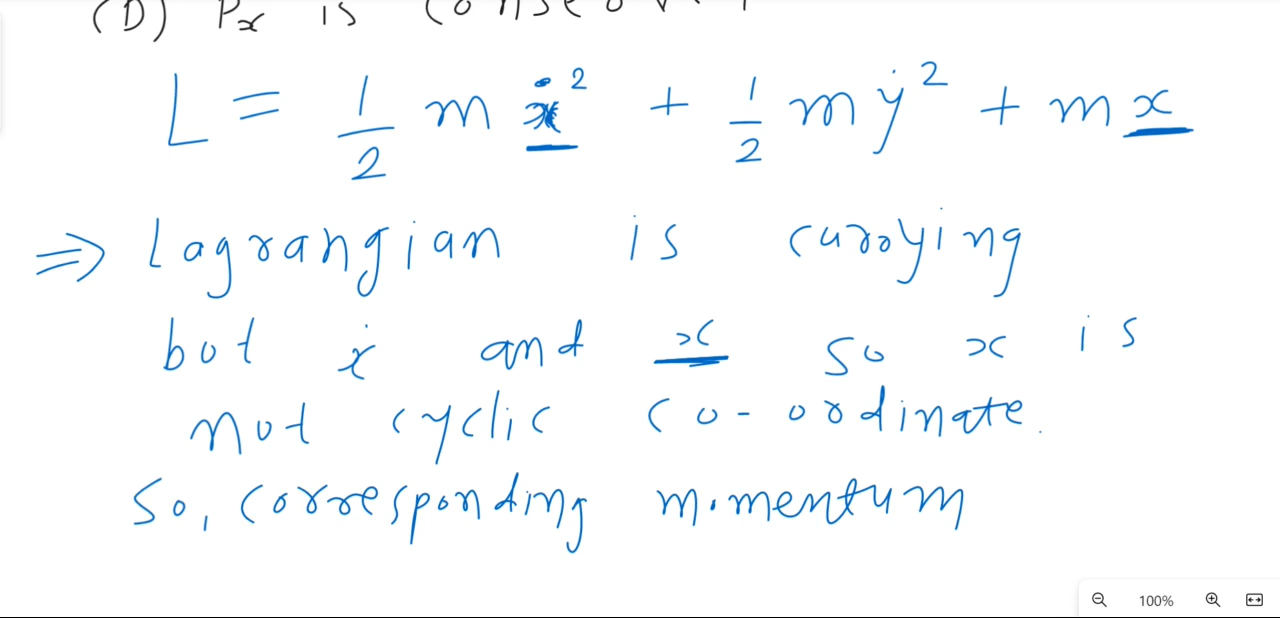 (D) Px is conserv
L = 1/2 m ẋ² + 1/2 m ẏ² + m x
⇒ Lagrangian is carrying
bot ẋ and x so x is
not cyclic co-ordinate.
So, corresponding momentum
100%